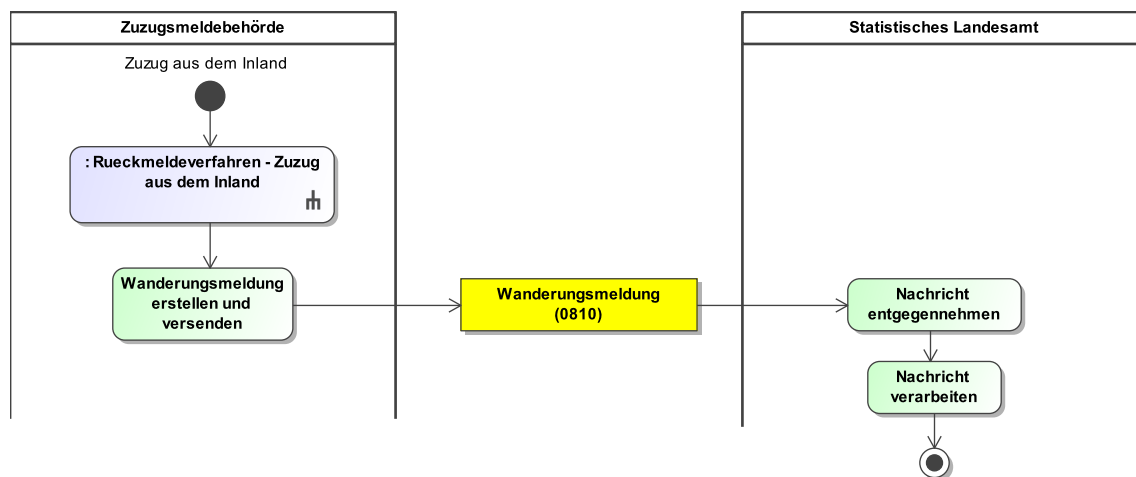 Zuzugsmeldebehörde
Statistisches Landesamt
Zuzug aus dem Inland
: Rueckmeldeverfahren - Zuzug
aus dem Inland
Wanderungsmeldung
erstellen und
versenden
Wanderungsmeldung
(0810)
Nachricht
entgegennehmen
Nachricht
verarbeiten